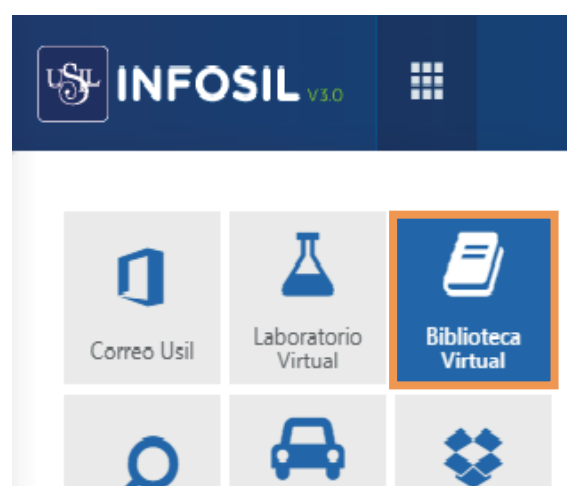 USIL INFOSIL V3.0
Correo Usil
Laboratorio
Virtual
Biblioteca
Virtual